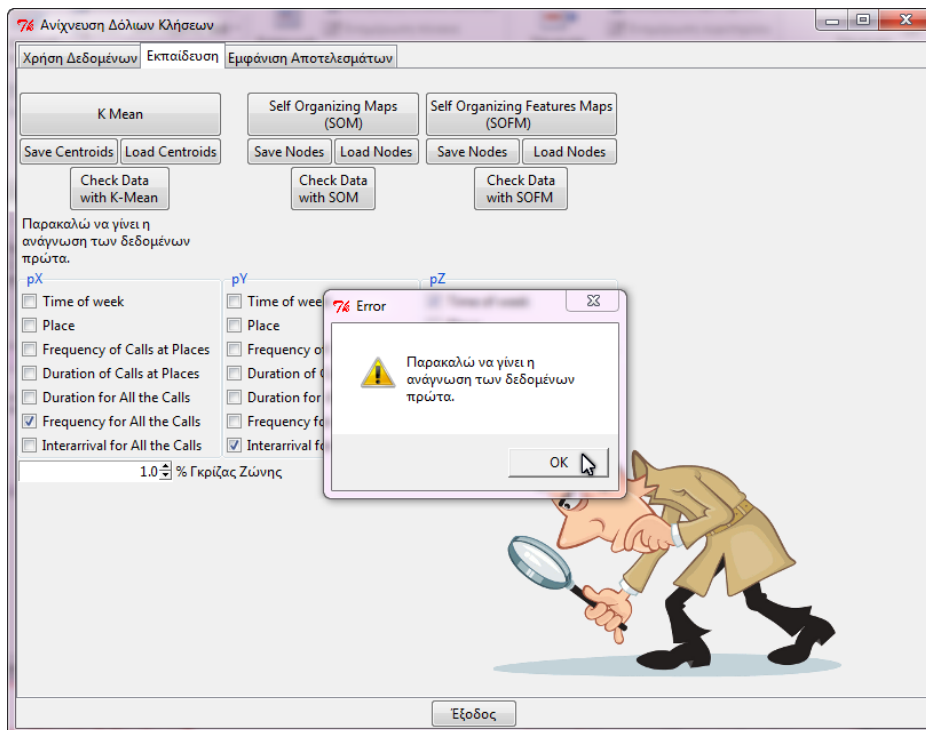 Ανίχνευση Δόλιων Κλήσεων
Χρήση Δεδομένων Εκπαίδευση Εμφάνιση Αποτελεσμάτων
K Mean
Self Organizing Maps
(SOM)
Self Organizing Features Maps
(SOFM)
Save Centroids Load Centroids Save Nodes Load Nodes Save Nodes Load Nodes
Check Data
with K-Mean
Check Data
with SOM
Check Data
with SOFM
Παρακαλώ να γίνει η
ανάγνωση των δεδομένων
πρώτα.
pX
Time of week
Place
Frequency of Calls at Places
Duration of Calls at Places
Duration for All the Calls
Frequency for All the Calls
Interarrival for All the Calls
pY
Time of week
Place
Frequency
Duration of
Duration for
Frequency
Interarrival
pZ
Time of week
1.0 % Γκρίζας Ζώνης
Error
Παρακαλώ να γίνει η
ανάγνωση των δεδομένων
πρώτα.
OK
Έξοδος